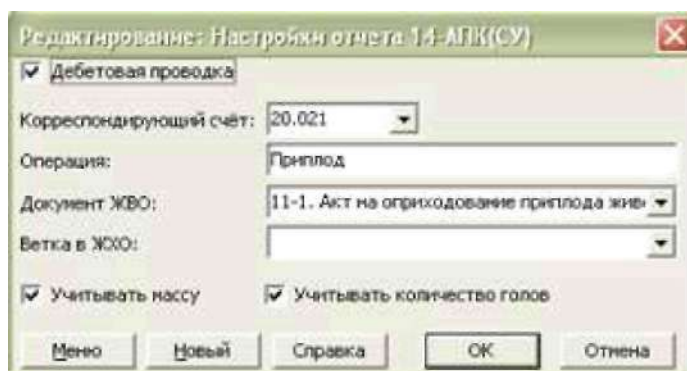 Редактирование: Настройки отчета 14-АПК(СУ)
Дебетовая проводка
Корреспондирующий счёт: 20.021
Операция: Приплод
Документ ЖВО: 11-1. Акт на оприходование приплода живо
Ветка в ЖХО:
Учитывать массу Учитывать количество голов
Меню Новый Справка ОК Отмена